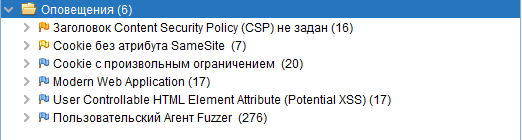 Оповещения (6)
Заголовок Content Security Policy (CSP) не задан (16)
Cookie без атрибута SameSite (7)
Cookie с произвольным ограничением (20)
Modern Web Application (17)
User Controllable HTML Element Attribute (Potential XSS) (17)
Пользовательский Агент Fuzzer (276)